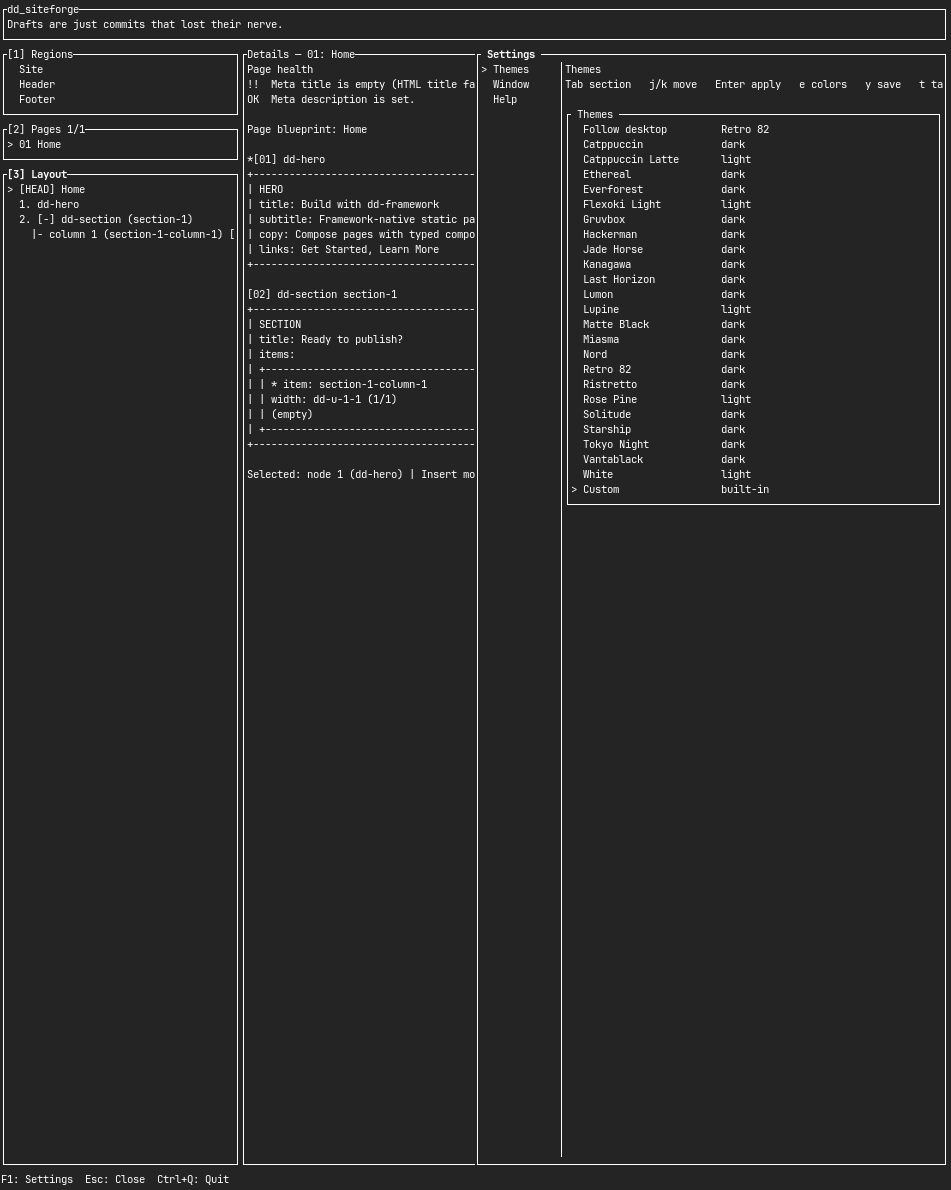 dd_siteforge
Drafts are just commits that lost their nerve.
[1] Regions
Site
Header
Footer
[2] Pages 1/1
> 01 Home
[3] Layout
> [HEAD] Home
1. dd-hero
2. [-] dd-section (section-1)
|- column 1 (section-1-column-1) [
Details — 01: Home
Page health
!!  Meta title is empty (HTML title fa
OK  Meta description is set.
Page blueprint: Home
*[01] dd-hero
+-------------------------------------
| HERO
| title: Build with dd-framework
| subtitle: Framework-native static pa
| copy: Compose pages with typed compo
| links: Get Started, Learn More
+-------------------------------------
[02] dd-section section-1
+-------------------------------------
| SECTION
| title: Ready to publish?
| items:
| +-----------------------------------
| | * item: section-1-column-1
| | width: dd-u-1-1 (1/1)
| | (empty)
| +-----------------------------------
+-------------------------------------
Selected: node 1 (dd-hero) | Insert mo
Settings
> Themes
Window
Help
Themes
Tab section   j/k move   Enter apply   e colors   y save   t ta
Themes
Follow desktop          Retro 82
Catppuccin              dark
Catppuccin Latte        light
Ethereal                dark
Everforest              dark
Flexoki Light           light
Gruvbox                 dark
Hackerman               dark
Jade Horse              dark
Kanagawa                dark
Last Horizon            dark
Lumon                   dark
Lupine                  light
Matte Black             dark
Miasma                  dark
Nord                    dark
Retro 82                dark
Ristretto               dark
Rose Pine               light
Solitude                dark
Starship                dark
Tokyo Night             dark
Vantablack              dark
White                   light
> Custom                built-in
F1: Settings  Esc: Close  Ctrl+Q: Quit